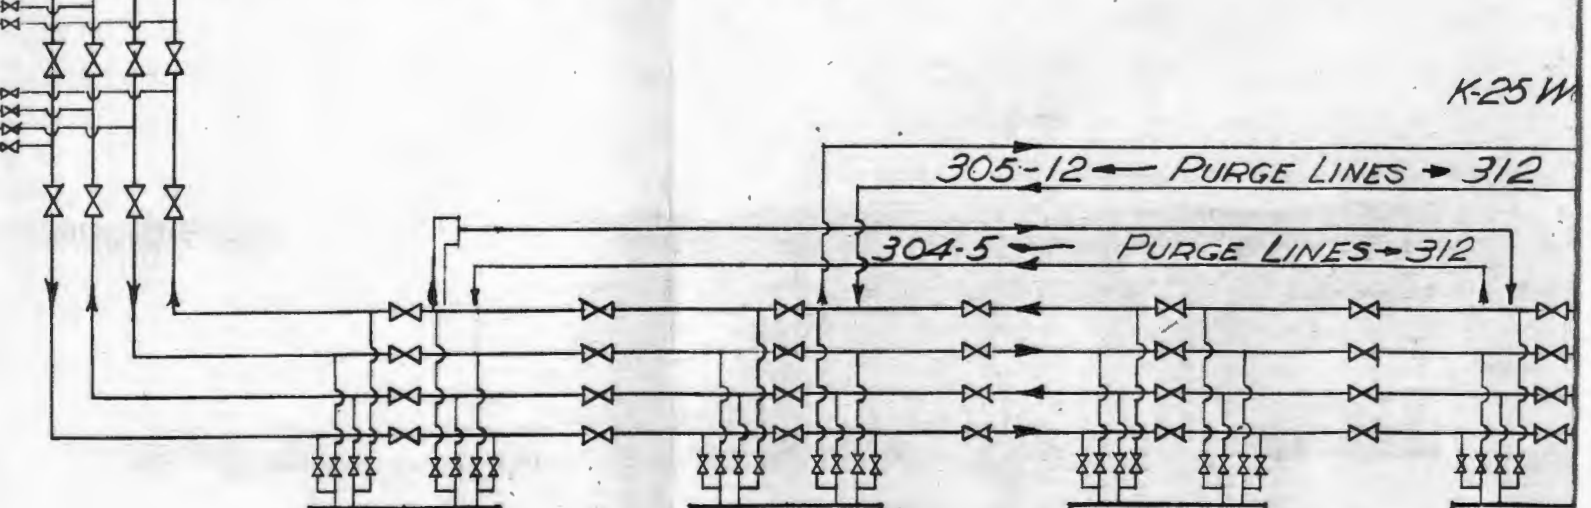 K-25 W
305-12 ← PURGE LINES → 312
304-5 ← PURGE LINES → 312